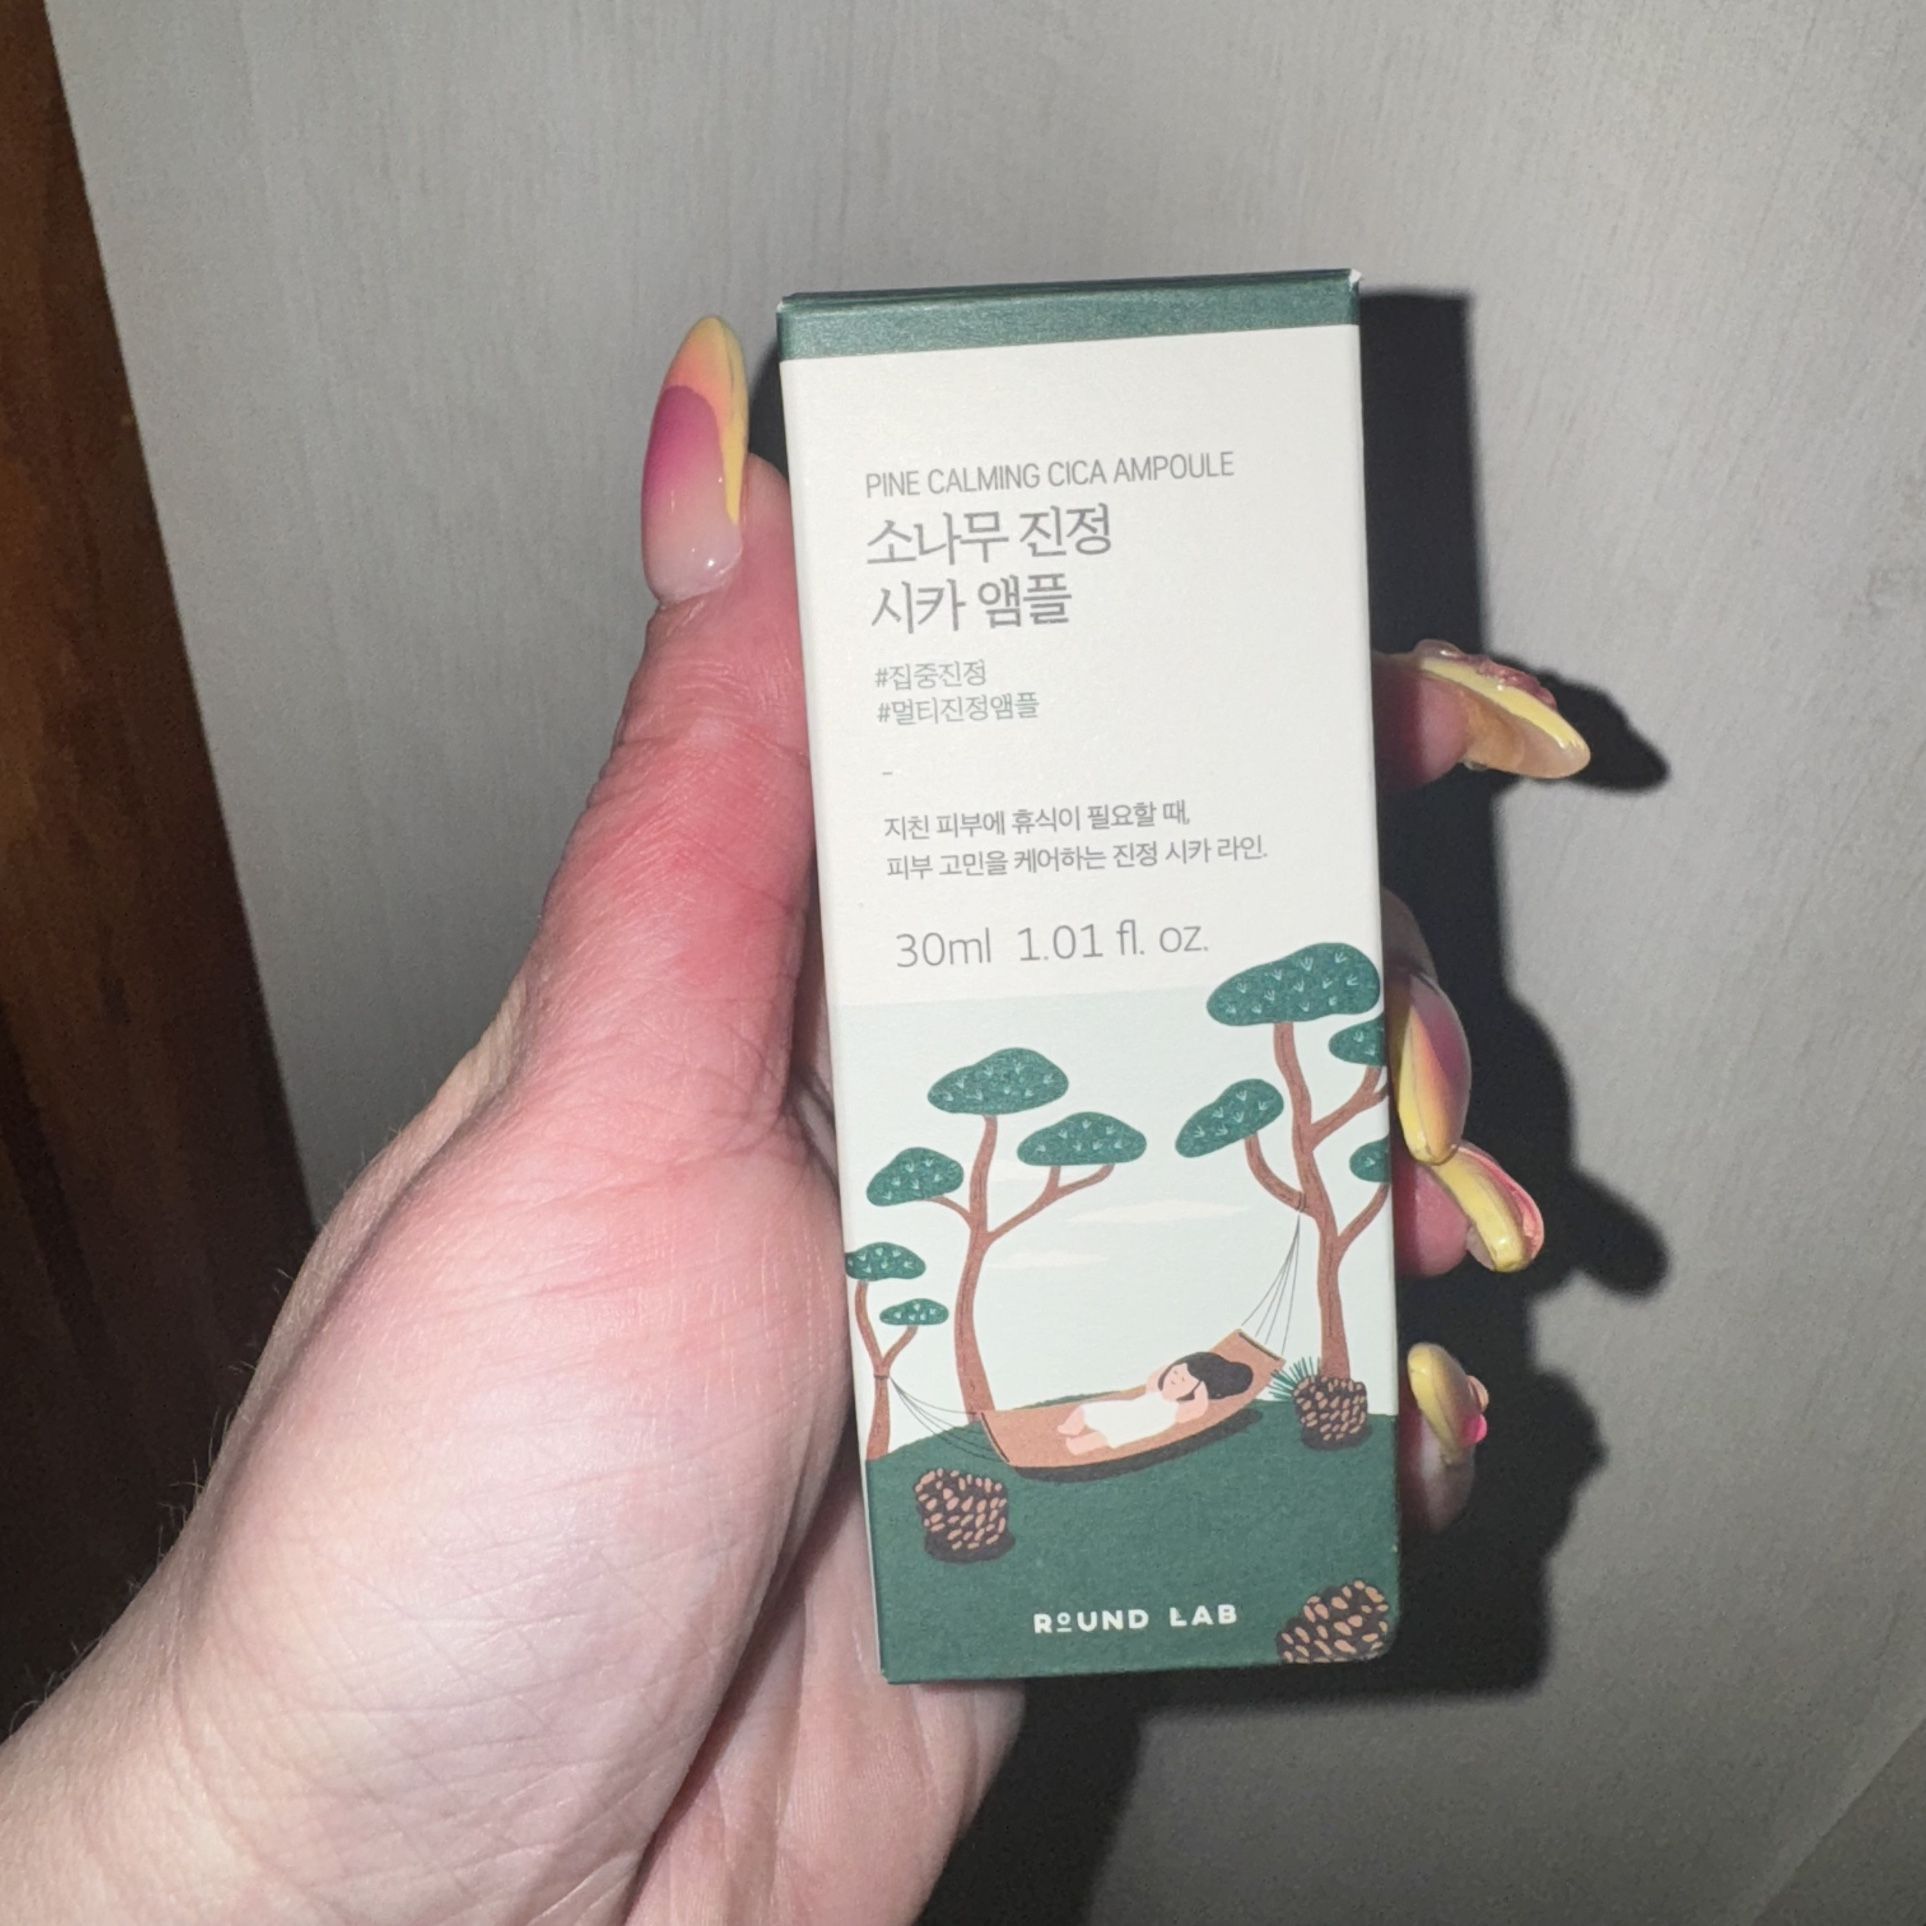 PINE CALMING CICA AMPOULE
소나무 진정
시카 앰플
#집중진정
#멀티진정앰플
-
지친 피부에 휴식이 필요할 때,
피부 고민을 케어하는 진정 시카 라인.
30ml 1.01 fl. oz.
ROUND LAB